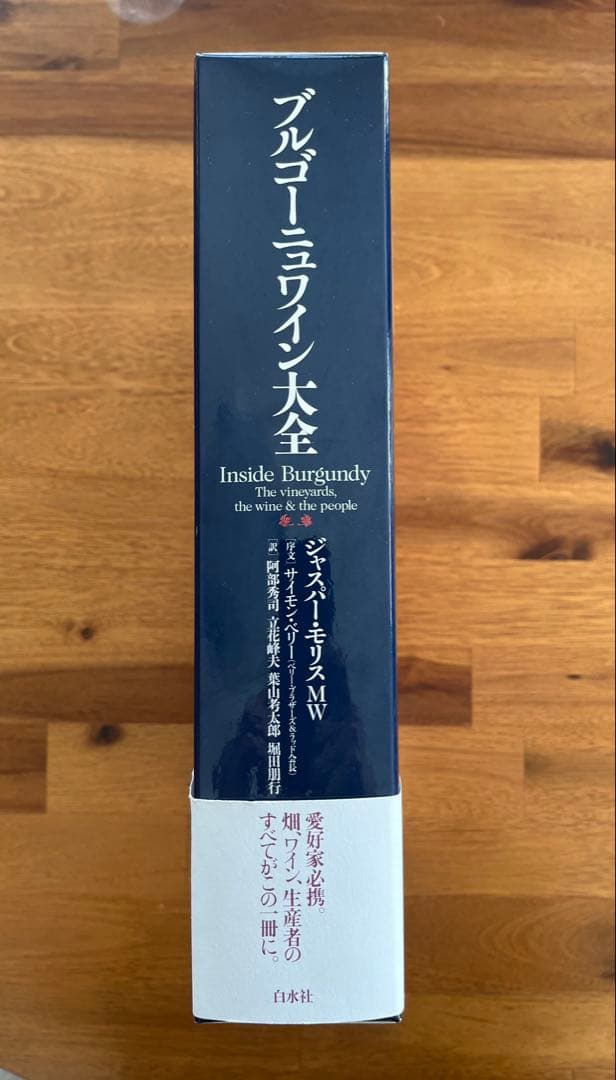 ブルゴーニュワイン大全
Inside Burgundy
The vineyards,
the wine & the people
ジャスパー・モリス MW
[序文] サイモン・ベリー(ベリー・ブラザーズ&ラッド会長)
[訳] 阿部秀司 立花峰夫 葉山考太郎 堀田朋行
愛好家必携。
畑、ワイン、生産者の
すべてがこの一冊に。
白水社